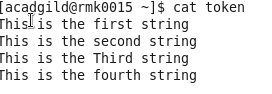 [acadgild@rmk0015 ~]$ cat token
This is the first string
This is the second string
This is the Third string
This is the fourth string